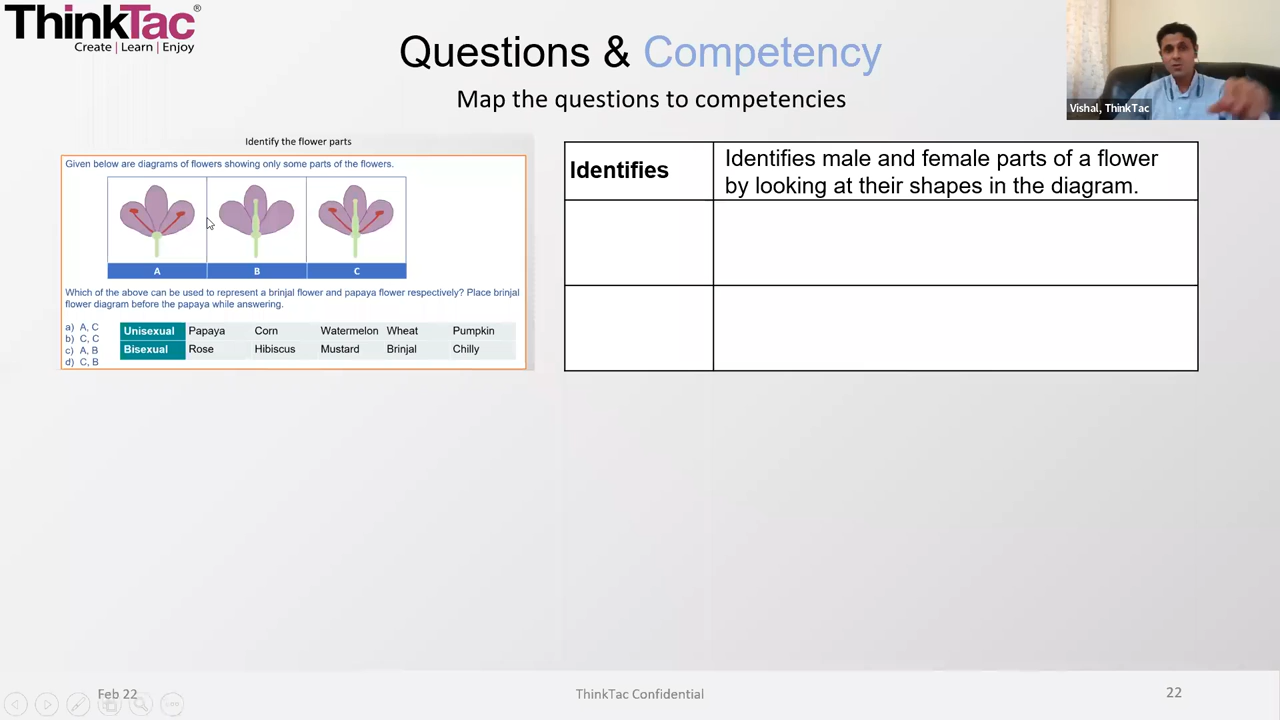 ThinkTac®
Create | Learn | Enjoy
Questions & Competency
Map the questions to competencies
Vishal, ThinkTac
Identify the flower parts
Given below are diagrams of flowers showing only some parts of the flowers.
A B C
Which of the above can be used to represent a brinjal flower and papaya flower respectively? Place brinjal
flower diagram before the papaya while answering.
a) A, C
b) C, C
c) A, B
d) C, B
Unisexual Papaya Corn Watermelon Wheat Pumpkin
Bisexual Rose Hibiscus Mustard Brinjal Chilly
Identifies
Identifies male and female parts of a flower
by looking at their shapes in the diagram.
Feb 22
ThinkTac Confidential
22